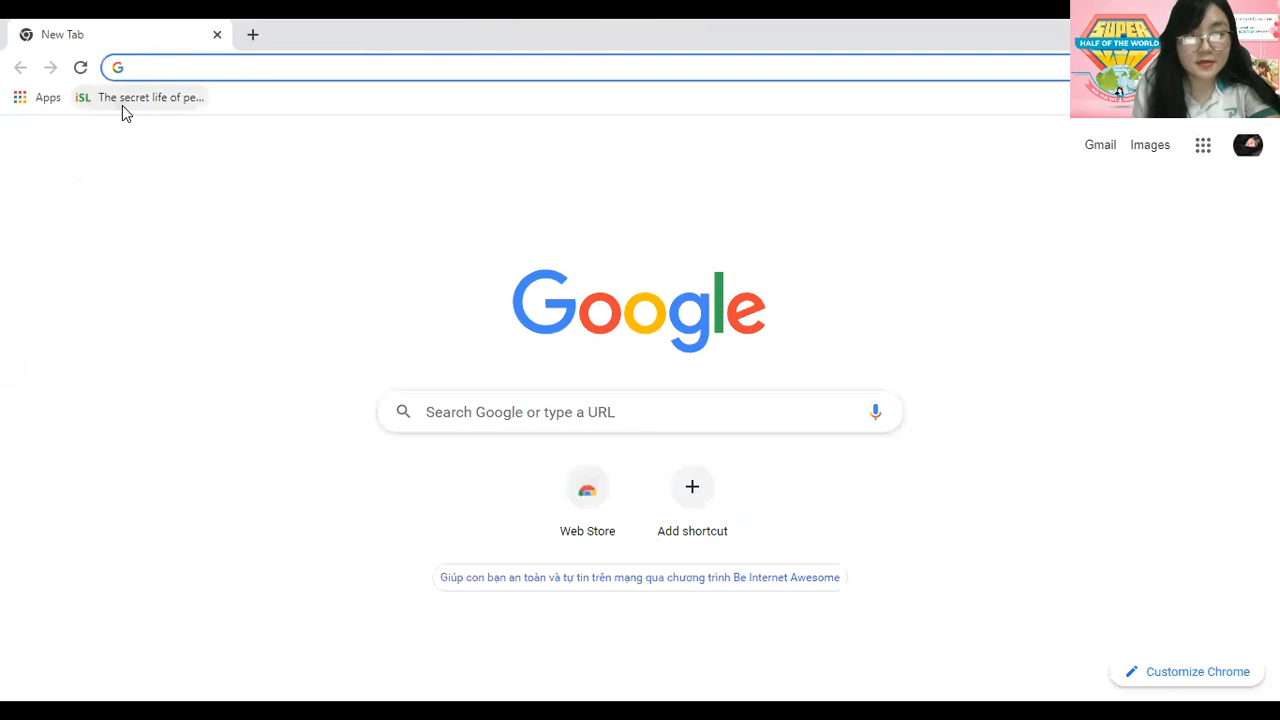 New Tab
Apps
iSL The secret life of pe...
SUPER
HALF OF THE WORLD
Gmail Images
Google
Search Google or type a URL
Web Store
Add shortcut
Giúp con bạn an toàn và tự tin trên mạng qua chương trình Be Internet Awesome
Customize Chrome